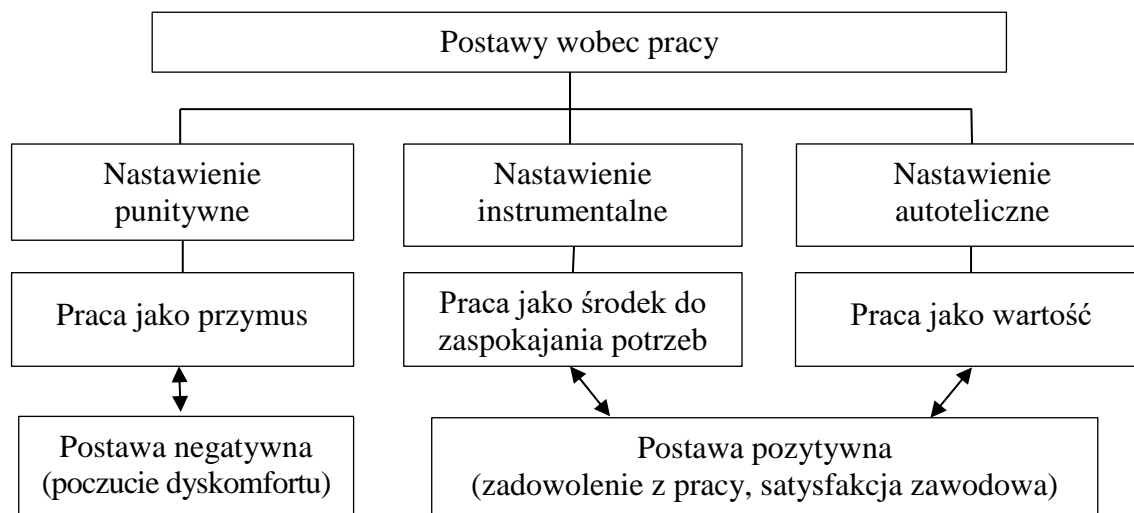 Postawy wobec pracy
Nastawienie
punitywne
Nastawienie
instrumentalne
Nastawienie
autoteliczne
Praca jako przymus
Praca jako środek do
zaspokajania potrzeb
Praca jako wartość
Postawa negatywna
(poczucie dyskomfortu)
Postawa pozytywna
(zadowolenie z pracy, satysfakcja zawodowa)